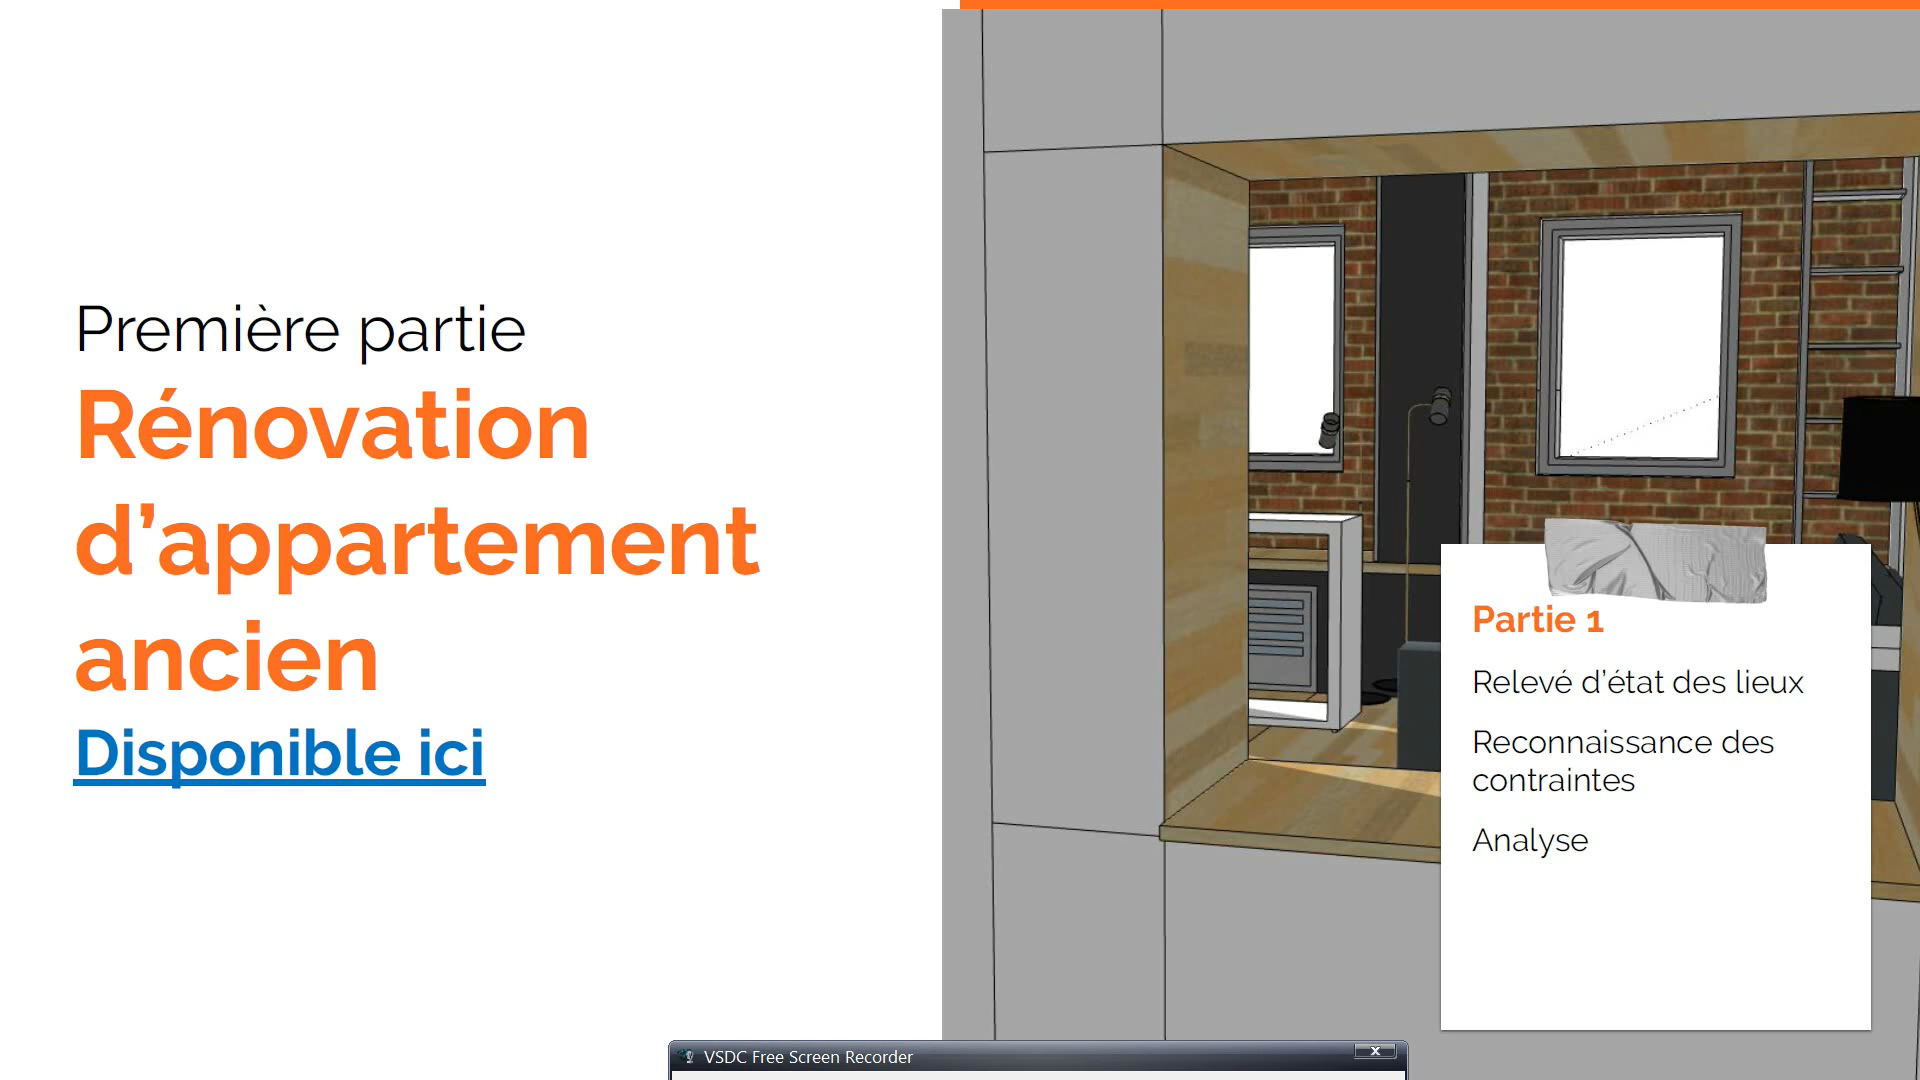 Première partie
Rénovation
d’appartement
ancien
Disponible ici
Partie 1
Relevé d’état des lieux
Reconnaissance des
contraintes
Analyse
VSDC Free Screen Recorder